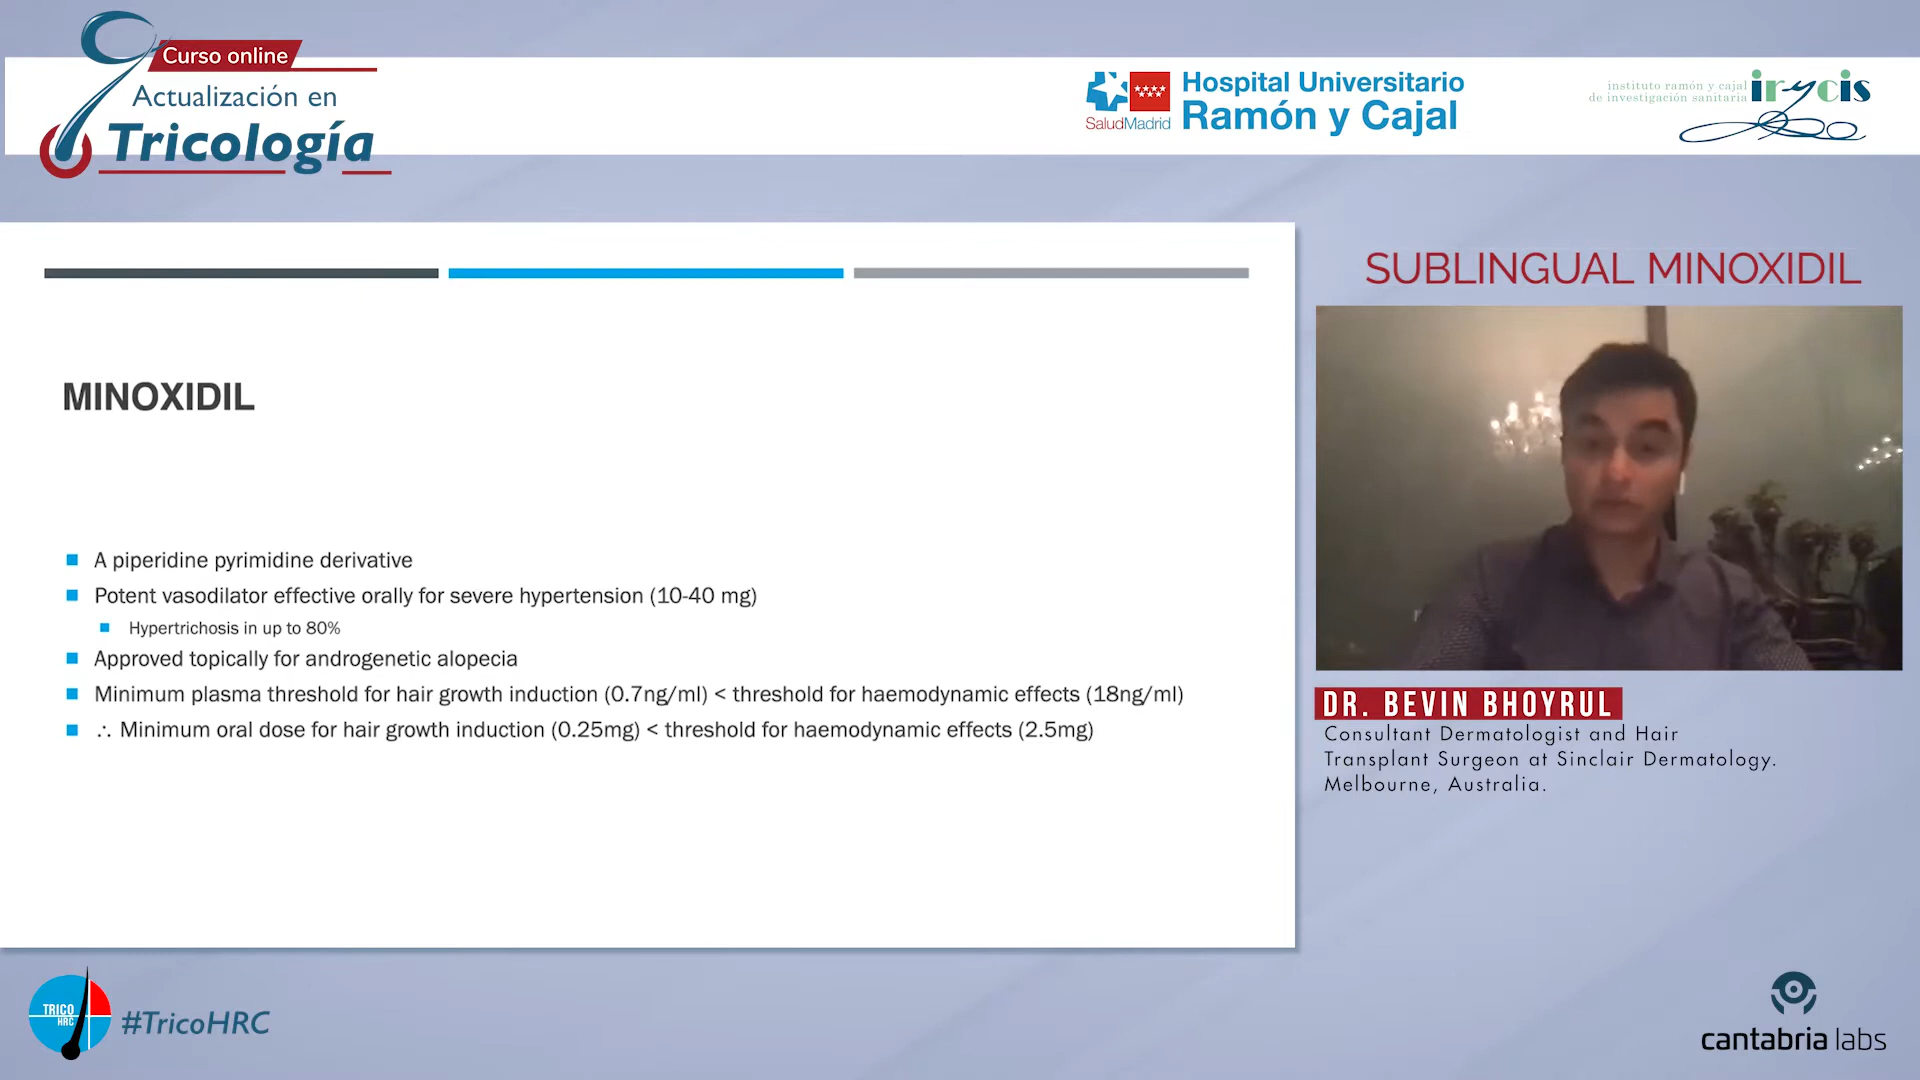 Curso online
Actualización en
Tricología
SaludMadrid
Hospital Universitario
Ramón y Cajal
instituto ramón y cajal
de investigación sanitaria
irycis
SUBLINGUAL MINOXIDIL
MINOXIDIL
A piperidine pyrimidine derivative
Potent vasodilator effective orally for severe hypertension (10-40 mg)
Hypertrichosis in up to 80%
Approved topically for androgenetic alopecia
Minimum plasma threshold for hair growth induction (0.7ng/ml) < threshold for haemodynamic effects (18ng/ml)
∴ Minimum oral dose for hair growth induction (0.25mg) < threshold for haemodynamic effects (2.5mg)
DR. BEVIN BHOYRUL
Consultant Dermatologist and Hair
Transplant Surgeon at Sinclair Dermatology.
Melbourne, Australia.
TRICO
HRC
#TricoHRC
cantabria labs